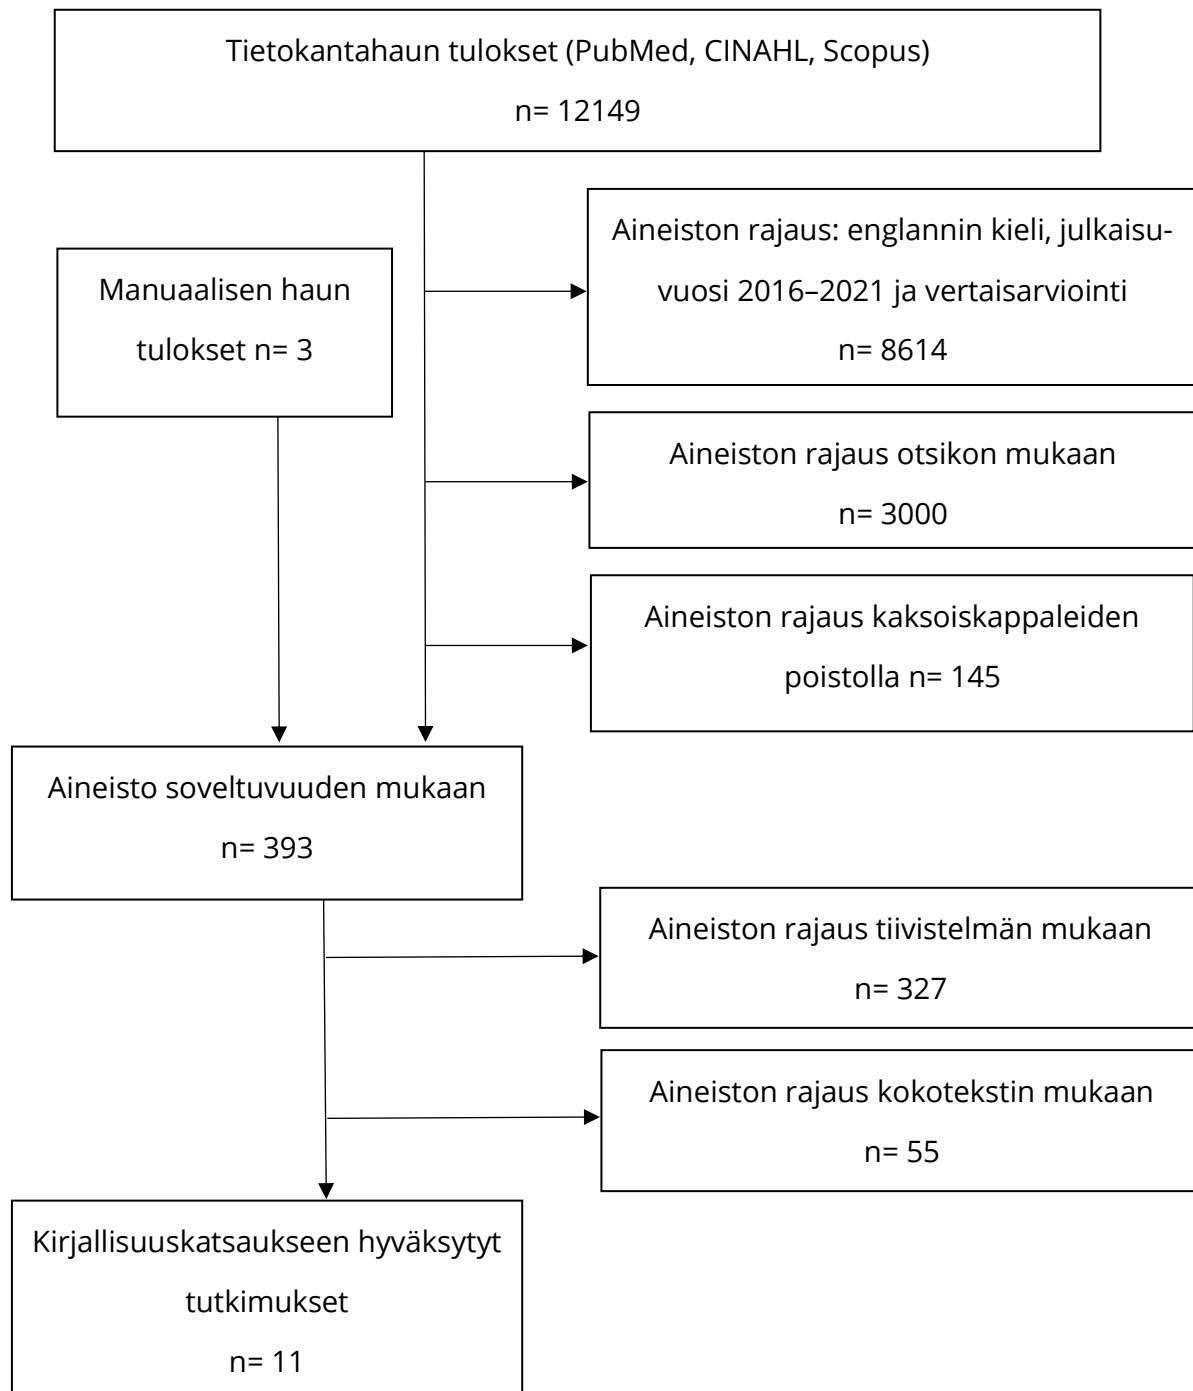 Tietokantahaun tulokset (PubMed, CINAHL, Scopus)
n= 12149
Aineiston rajaus: englannin kieli, julkaisu-
vuosi 2016–2021 ja vertaisarviointi
n= 8614
Manuaalisen haun
tulokset n= 3
Aineiston rajaus otsikon mukaan
n= 3000
Aineiston rajaus kaksoiskappaleiden
poistolla n= 145
Aineisto soveltuvuuden mukaan
n= 393
Aineiston rajaus tiivistelmän mukaan
n= 327
Aineiston rajaus kokotekstin mukaan
n= 55
Kirjallisuuskatsaukseen hyväksytyt
tutkimukset
n= 11